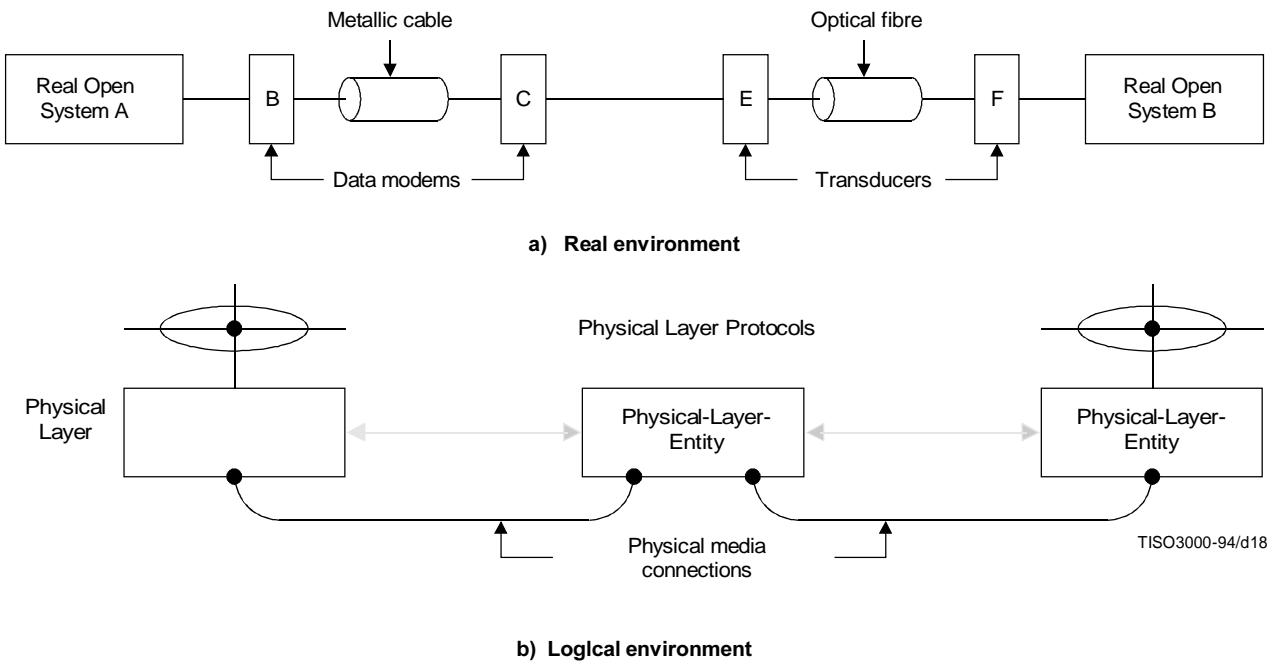 Metallic cable
Optical fibre
Real Open
System A
B
C
E
F
Real Open
System B
Data modems
Transducers
a) Real environment
Physical Layer Protocols
Physical
Layer
Physical-Layer-
Entity
Physical-Layer-
Entity
Physical media
connections
TISO3000-94/d18
b) LogIcal environment